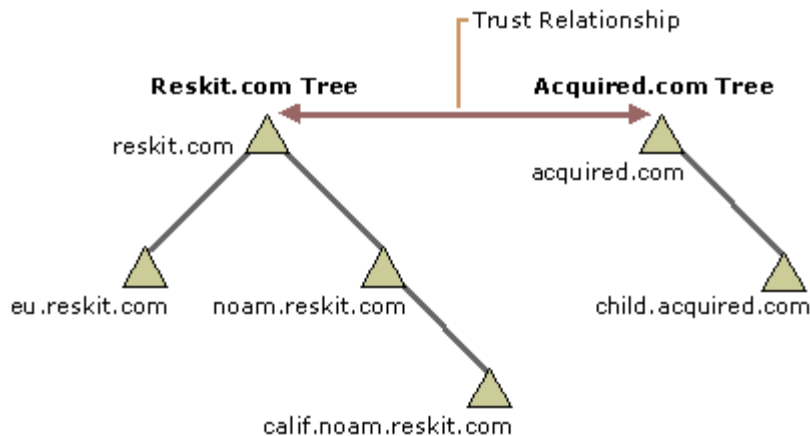 Trust Relationship
Reskit.com Tree
Acquired.com Tree
reskit.com
acquired.com
eu.reskit.com
noam.reskit.com
child.acquired.com
calif.noam.reskit.com